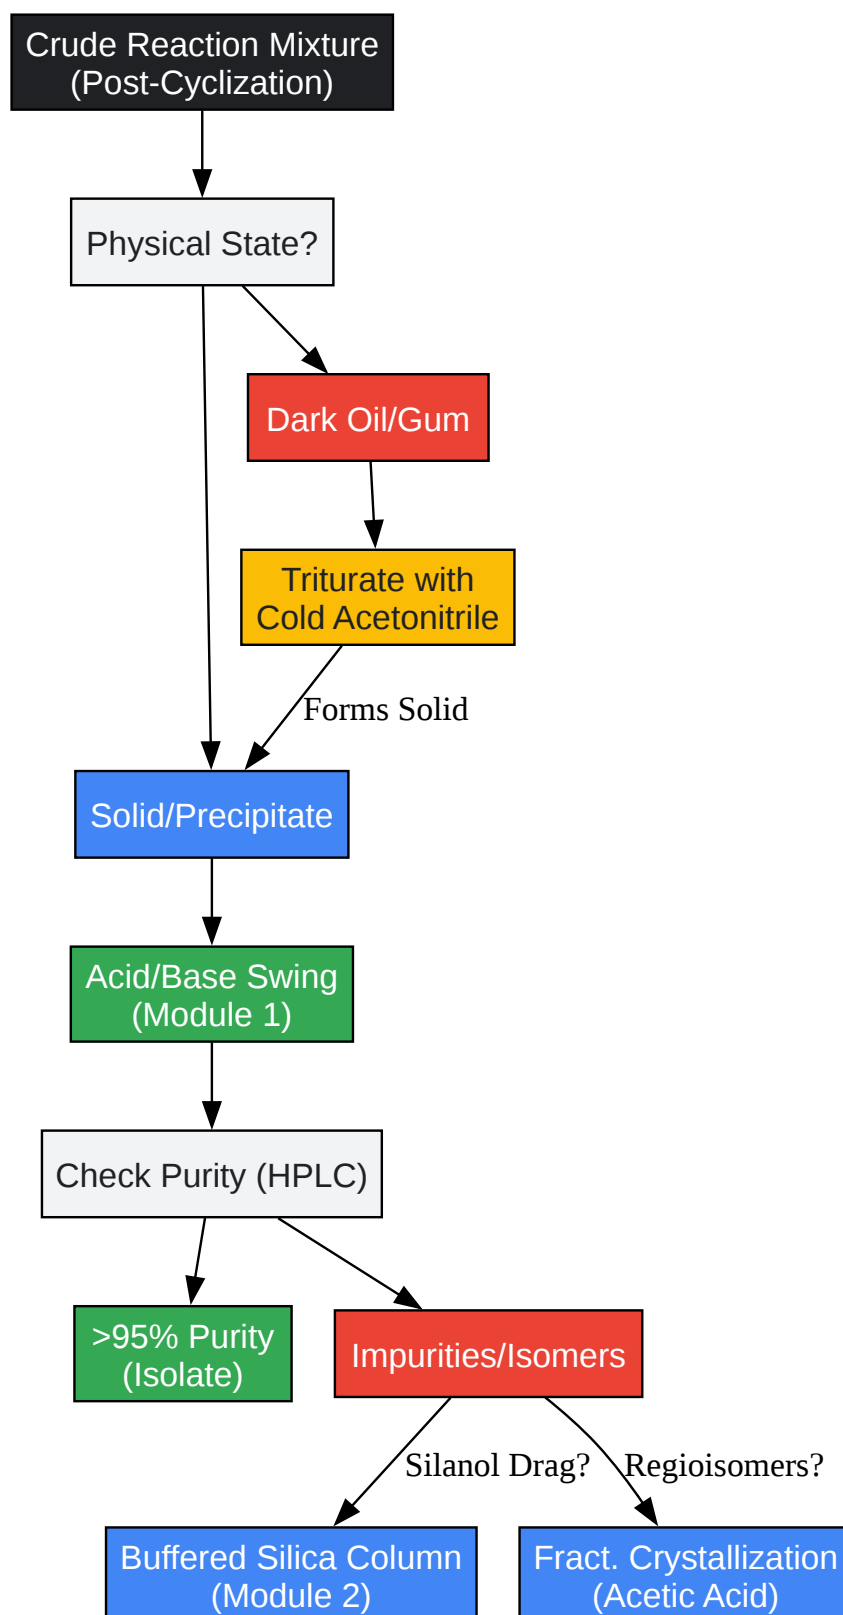 Crude Reaction Mixture
(Post-Cyclization)
Physical State?
Dark Oil/Gum
Triturate with
Cold Acetonitrile
Forms Solid
Solid/Precipitate
Acid/Base Swing
(Module 1)
Check Purity (HPLC)
>95% Purity
(Isolate)
Impurities/Isomers
Silanol Drag?
Regioisomers?
Buffered Silica Column
(Module 2)
Fract. Crystallization
(Acetic Acid)